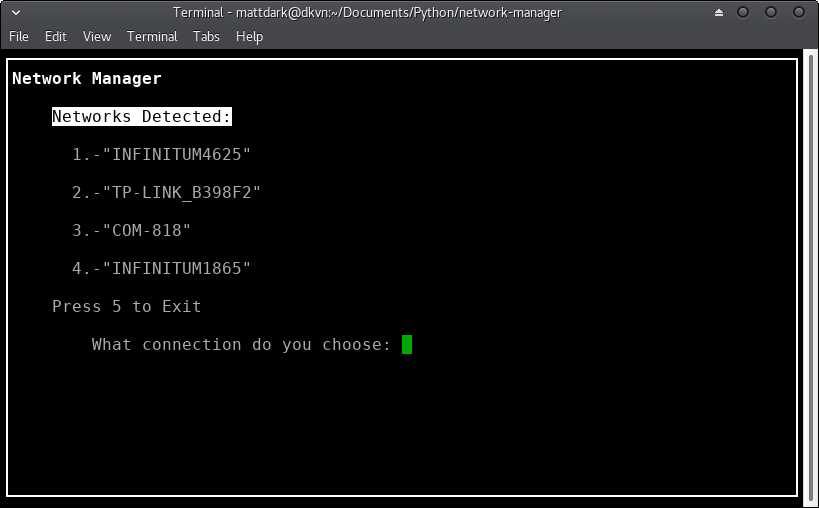 Terminal - mattdark@dkvn:~/Documents/Python/network-manager
File Edit View Terminal Tabs Help
Network Manager
Networks Detected:
1.-"INFINITUM4625"
2.-"TP-LINK_B398F2"
3.-"COM-818"
4.-"INFINITUM1865"
Press 5 to Exit
What connection do you choose: